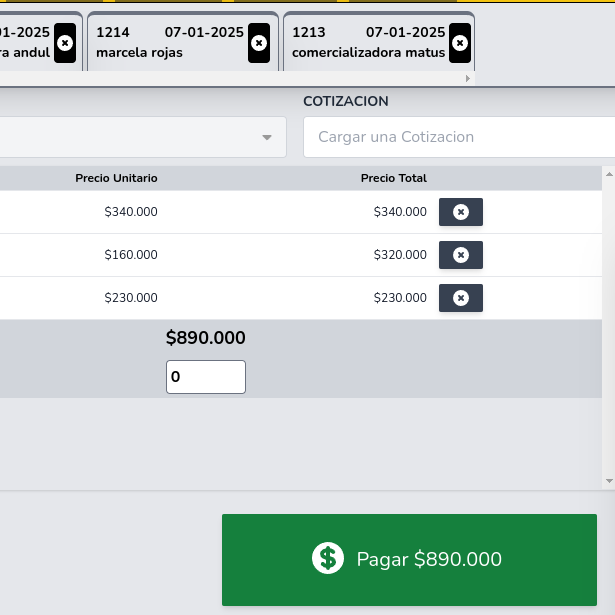 01-2025
ra andul
1214 07-01-2025
marcela rojas
1213 07-01-2025
comercializadora matus
COTIZACION
Cargar una Cotizacion
Precio Unitario Precio Total
$340.000 $340.000
$160.000 $320.000
$230.000 $230.000
$890.000
0
$ Pagar $890.000